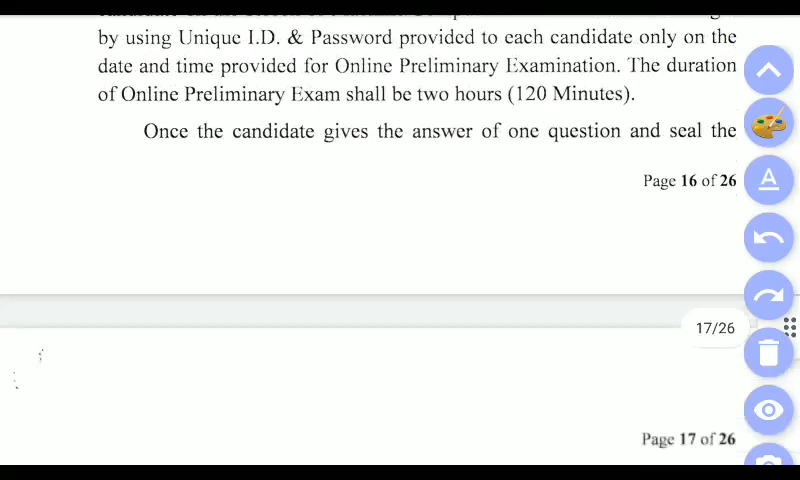 by using Unique I.D. & Password provided to each candidate only on the
date and time provided for Online Preliminary Examination. The duration
of Online Preliminary Exam shall be two hours (120 Minutes).
Once the candidate gives the answer of one question and seal the
Page 16 of 26
A
17/26
Page 17 of 26